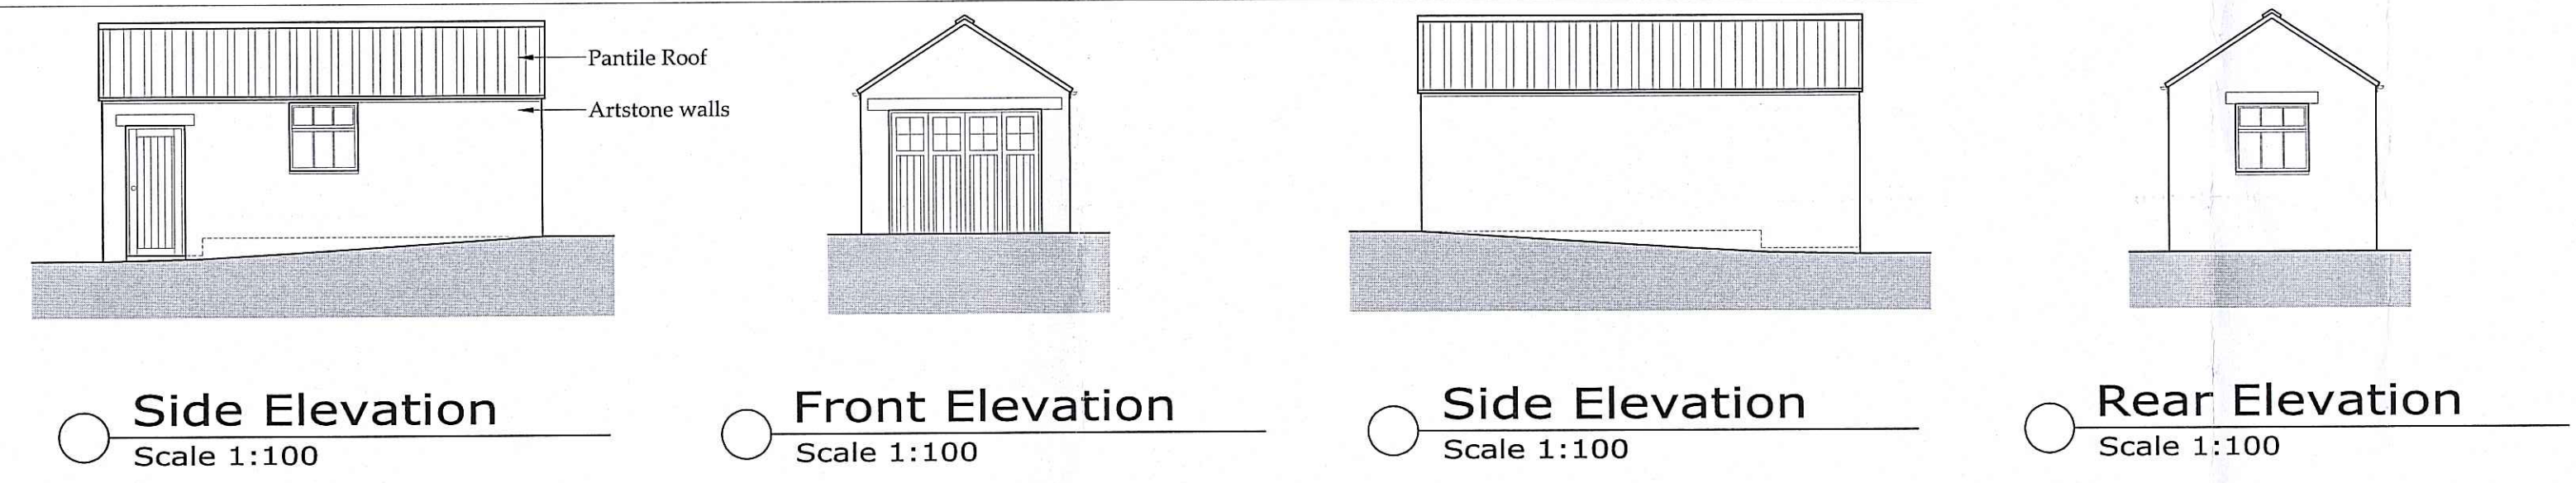 Pantile Roof
Artstone walls
Side Elevation
Scale 1:100
Front Elevation
Scale 1:100
Side Elevation
Scale 1:100
Rear Elevation
Scale 1:100